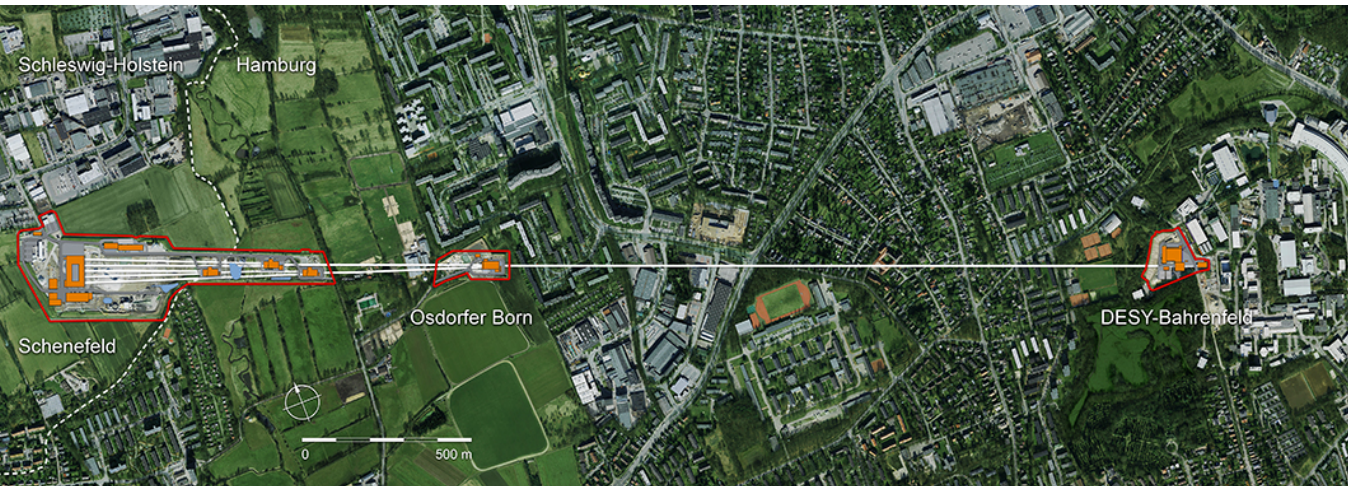 Schleswig-Holstein
Hamburg
Osdorfer Born
DESY-Bahrenfeld
Schenefeld
0
500 m